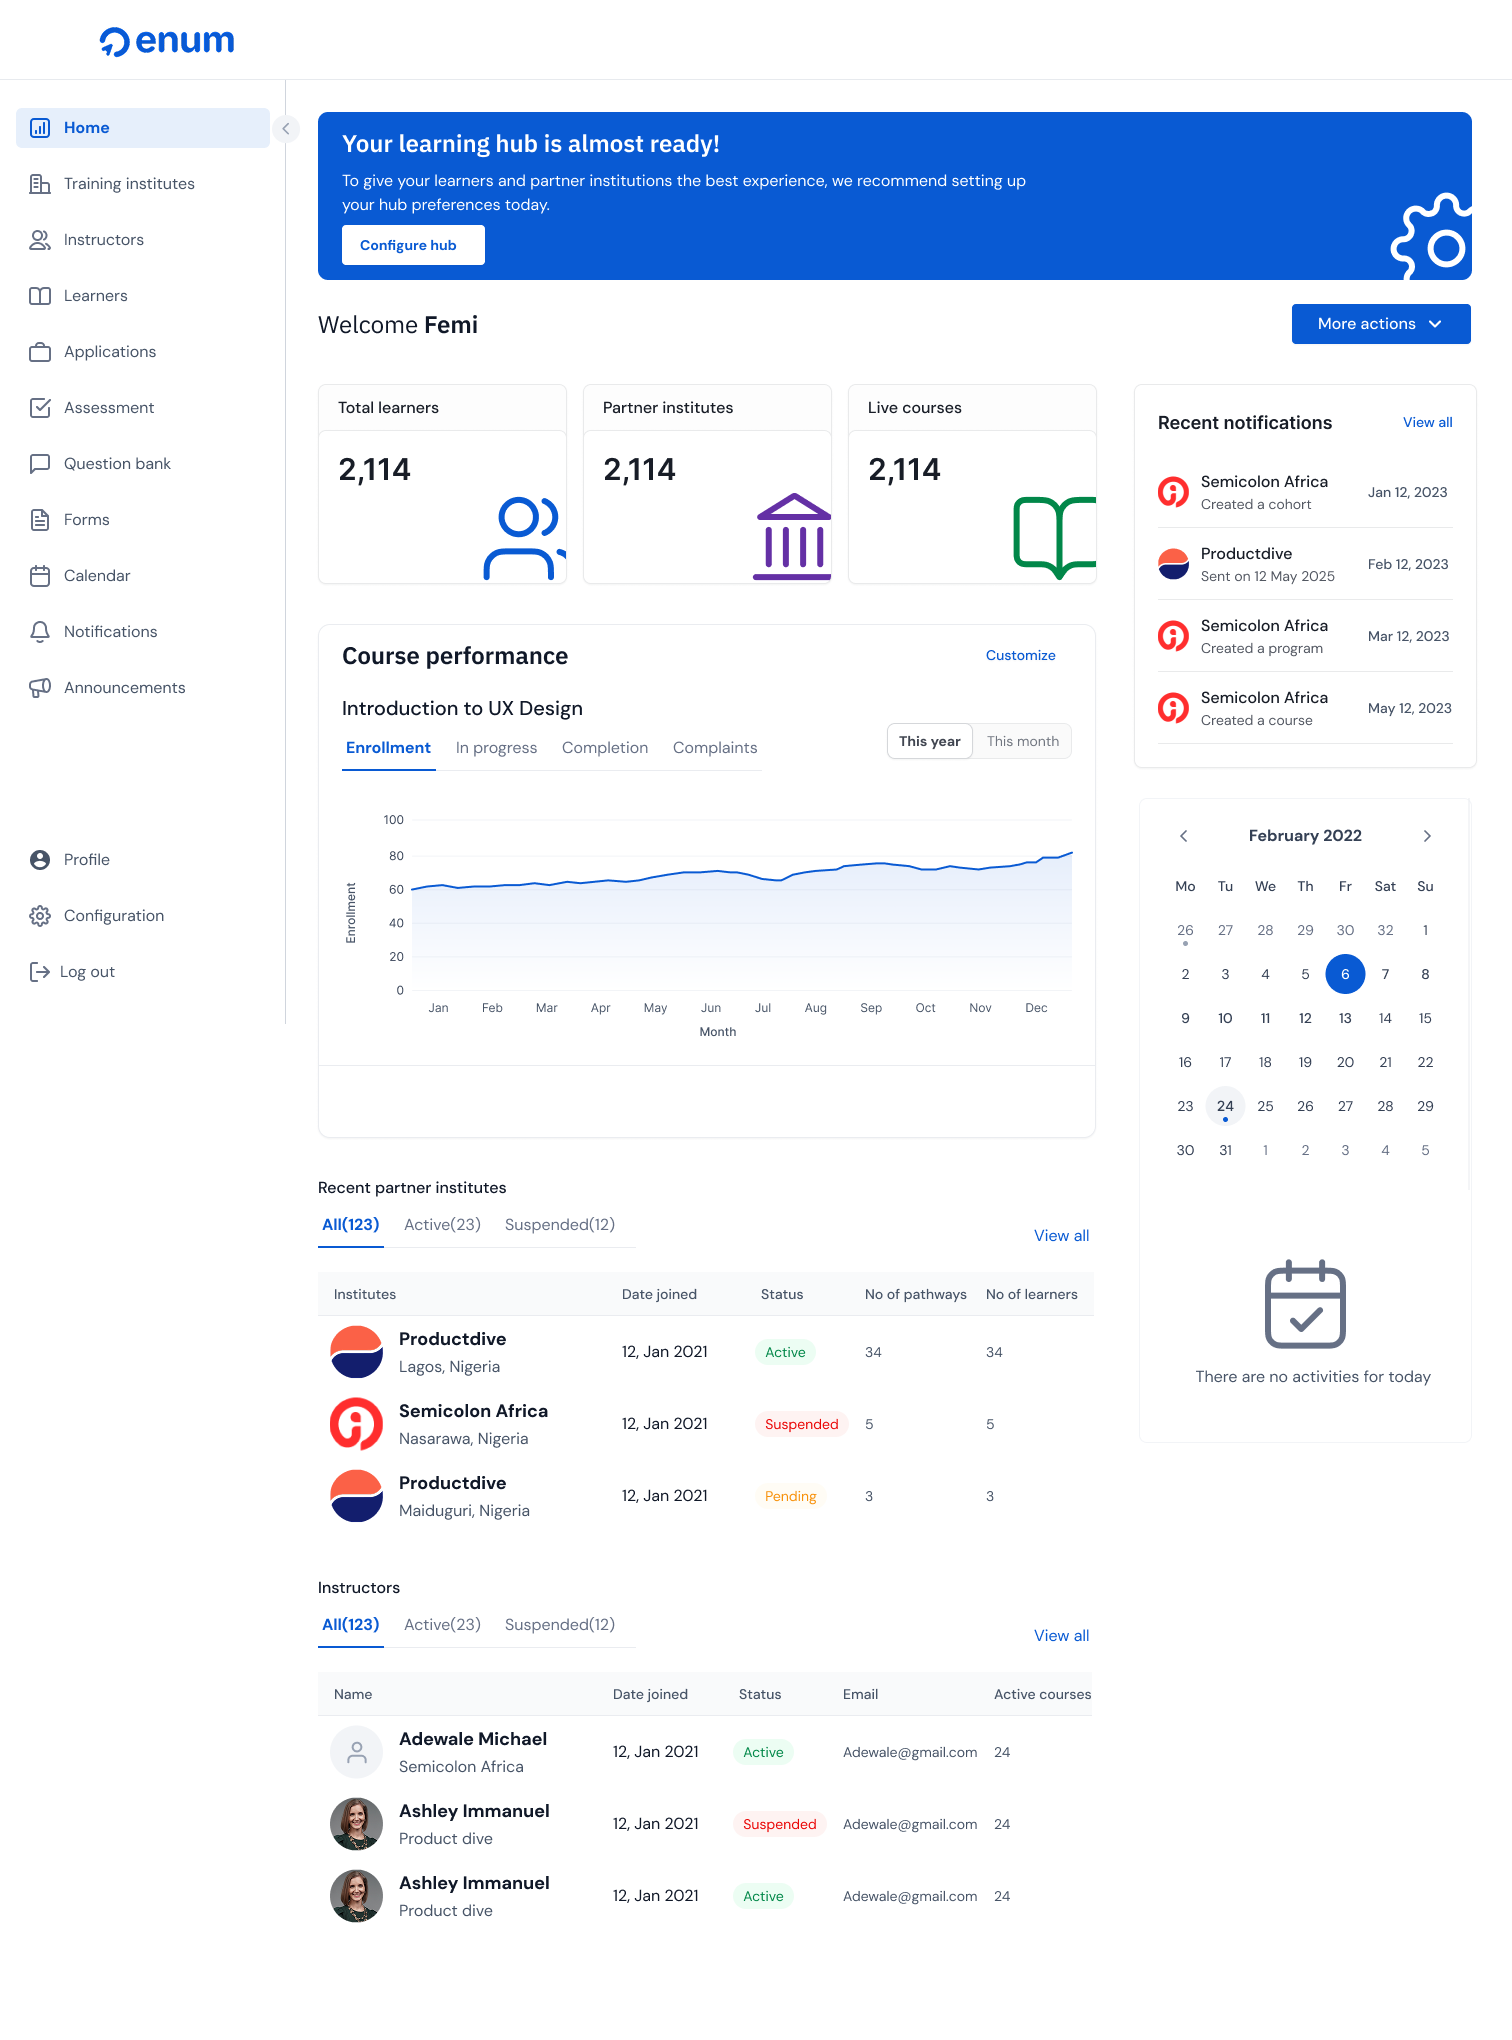 enum
Home
Training institutes
Instructors
Learners
Applications
Assessment
Question bank
Forms
Calendar
Notifications
Announcements
Profile
Configuration
Log out
Your learning hub is almost ready!
To give your learners and partner institutions the best experience, we recommend setting up
your hub preferences today.
Configure hub
Welcome Femi
More actions
Total learners
2,114
Partner institutes
2,114
Live courses
2,114
Course performance
Customize
Introduction to UX Design
Enrollment In progress Completion Complaints
This year This month
100
80
60
40
20
0
Enrollment
Jan Feb Mar Apr May Jun Jul Aug Sep Oct Nov Dec
Month
Recent notifications View all
Semicolon Africa
Created a cohort
Jan 12, 2023
Productdive
Sent on 12 May 2025
Feb 12, 2023
Semicolon Africa
Created a program
Mar 12, 2023
Semicolon Africa
Created a course
May 12, 2023
February 2022
Mo Tu We Th Fr Sat Su
26 27 28 29 30 32 1
2 3 4 5 6 7 8
9 10 11 12 13 14 15
16 17 18 19 20 21 22
23 24 25 26 27 28 29
30 31 1 2 3 4 5
There are no activities for today
Recent partner institutes
All(123) Active(23) Suspended(12)
View all
Institutes Date joined Status No of pathways No of learners
Productdive
Lagos, Nigeria
12, Jan 2021 Active 34 34
Semicolon Africa
Nasarawa, Nigeria
12, Jan 2021 Suspended 5 5
Productdive
Maiduguri, Nigeria
12, Jan 2021 Pending 3 3
Instructors
All(123) Active(23) Suspended(12)
View all
Name Date joined Status Email Active courses
Adewale Michael
Semicolon Africa
12, Jan 2021 Active Adewale@gmail.com 24
Ashley Immanuel
Product dive
12, Jan 2021 Suspended Adewale@gmail.com 24
Ashley Immanuel
Product dive
12, Jan 2021 Active Adewale@gmail.com 24